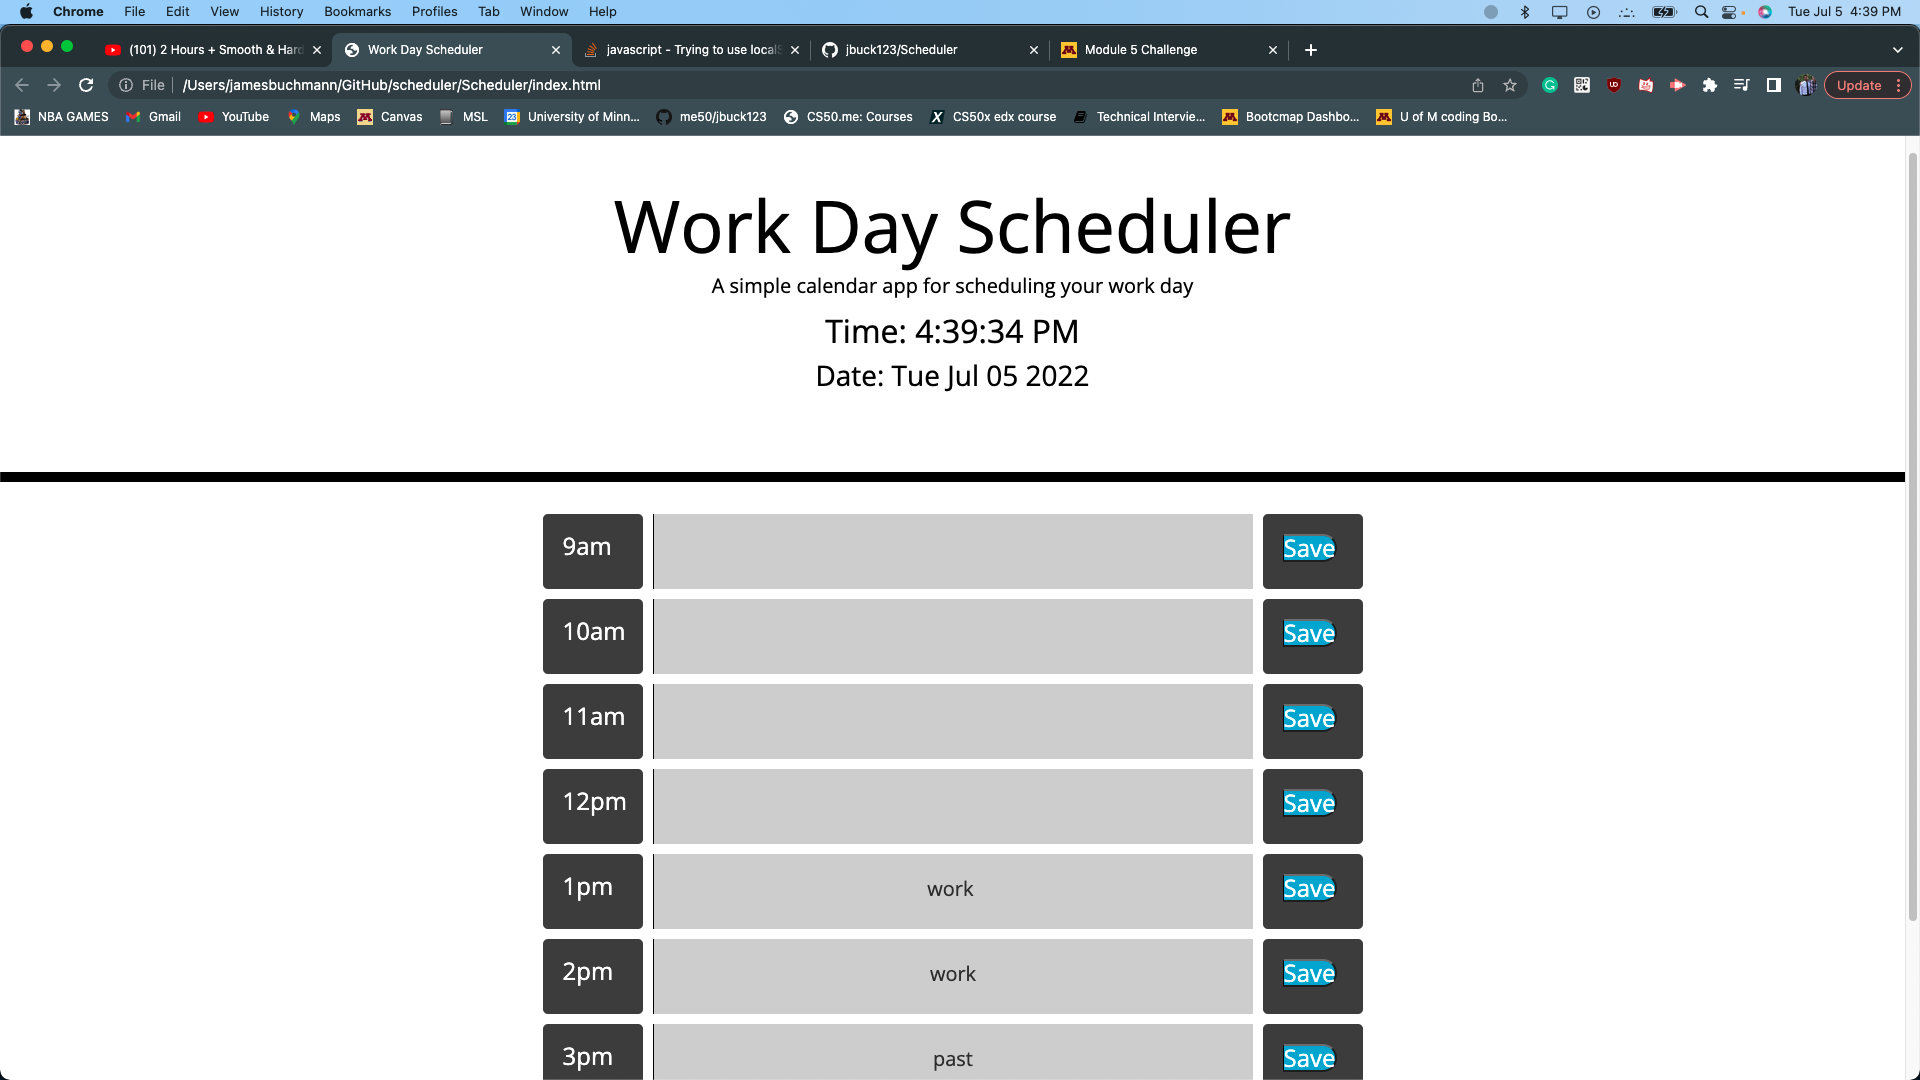 Chrome File Edit View History Bookmarks Profiles Tab Window Help Tue Jul 5 4:39 PM
(101) 2 Hours + Smooth & Hard Work Day Scheduler javascript - Trying to use localS jbuck123/Scheduler Module 5 Challenge
File /Users/jamesbuchmann/GitHub/scheduler/Scheduler/index.html Update
NBA GAMES Gmail YouTube Maps Canvas MSL 23 University of Minn... me50/jbuck123 CS50.me: Courses CS50x edx course Technical Intervie... Bootcmap Dashbo... U of M coding Bo...
Work Day Scheduler
A simple calendar app for scheduling your work day
Time: 4:39:34 PM
Date: Tue Jul 05 2022
9am Save
10am Save
11am Save
12pm Save
1pm work Save
2pm work Save
3pm past Save